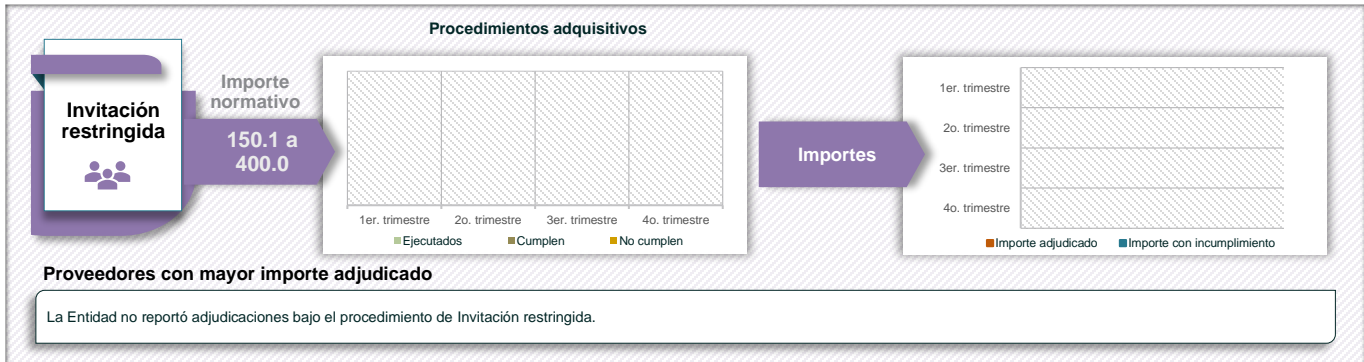 Procedimientos adquisitivos
Invitación
restringida
Importe
normativo
150.1 a
400.0
1er. trimestre 2o. trimestre 3er. trimestre 4o. trimestre
Ejecutados Cumplen No cumplen
Importes
1er. trimestre
2o. trimestre
3er. trimestre
4o. trimestre
Importe adjudicado Importe con incumplimiento
Proveedores con mayor importe adjudicado
La Entidad no reportó adjudicaciones bajo el procedimiento de Invitación restringida.